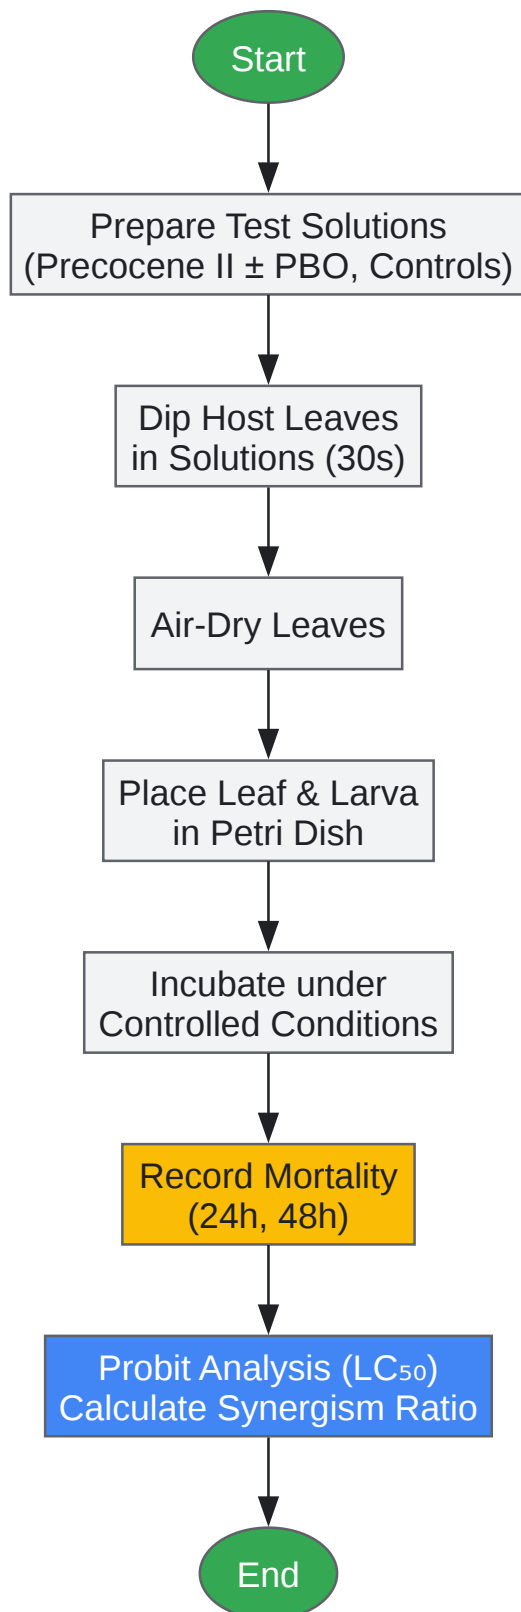 Start
Prepare Test Solutions
(Precocene II ± PBO, Controls)
Dip Host Leaves
in Solutions (30s)
Air-Dry Leaves
Place Leaf & Larva
in Petri Dish
Incubate under
Controlled Conditions
Record Mortality
(24h, 48h)
Probit Analysis (LC₅₀)
Calculate Synergism Ratio
End